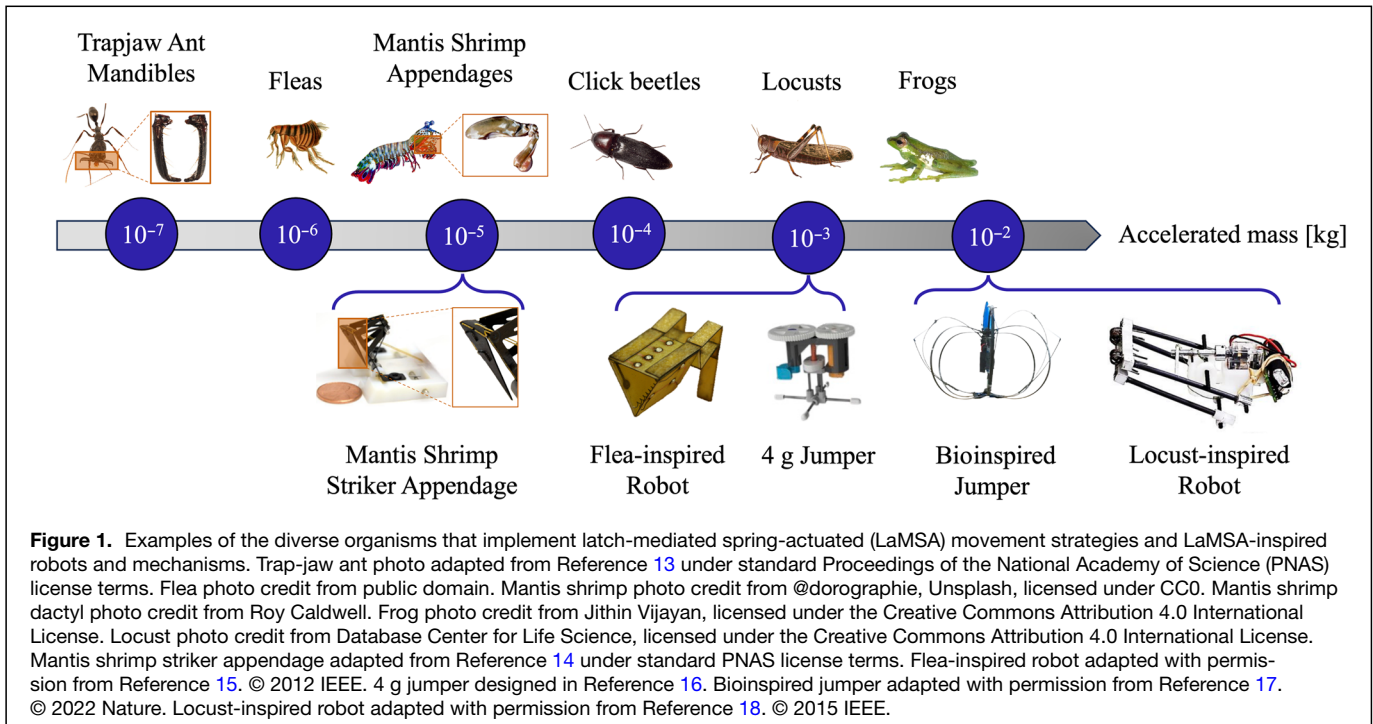 Trapjaw Ant
Mandibles
Fleas
Mantis Shrimp
Appendages
Click beetles
Locusts
Frogs
10⁻⁷
10⁻⁶
10⁻⁵
10⁻⁴
10⁻³
10⁻²
Accelerated mass [kg]
Mantis Shrimp
Striker Appendage
Flea-inspired
Robot
4 g Jumper
Bioinspired
Jumper
Locust-inspired
Robot
Figure 1. Examples of the diverse organisms that implement latch-mediated spring-actuated (LaMSA) movement strategies and LaMSA-inspired
robots and mechanisms. Trap-jaw ant photo adapted from Reference 13 under standard Proceedings of the National Academy of Science (PNAS)
license terms. Flea photo credit from public domain. Mantis shrimp photo credit from @dorographie, Unsplash, licensed under CC0. Mantis shrimp
dactyl photo credit from Roy Caldwell. Frog photo credit from Jithin Vijayan, licensed under the Creative Commons Attribution 4.0 International
License. Locust photo credit from Database Center for Life Science, licensed under the Creative Commons Attribution 4.0 International License.
Mantis shrimp striker appendage adapted from Reference 14 under standard PNAS license terms. Flea-inspired robot adapted with permis-
sion from Reference 15. © 2012 IEEE. 4 g jumper designed in Reference 16. Bioinspired jumper adapted with permission from Reference 17.
© 2022 Nature. Locust-inspired robot adapted with permission from Reference 18. © 2015 IEEE.